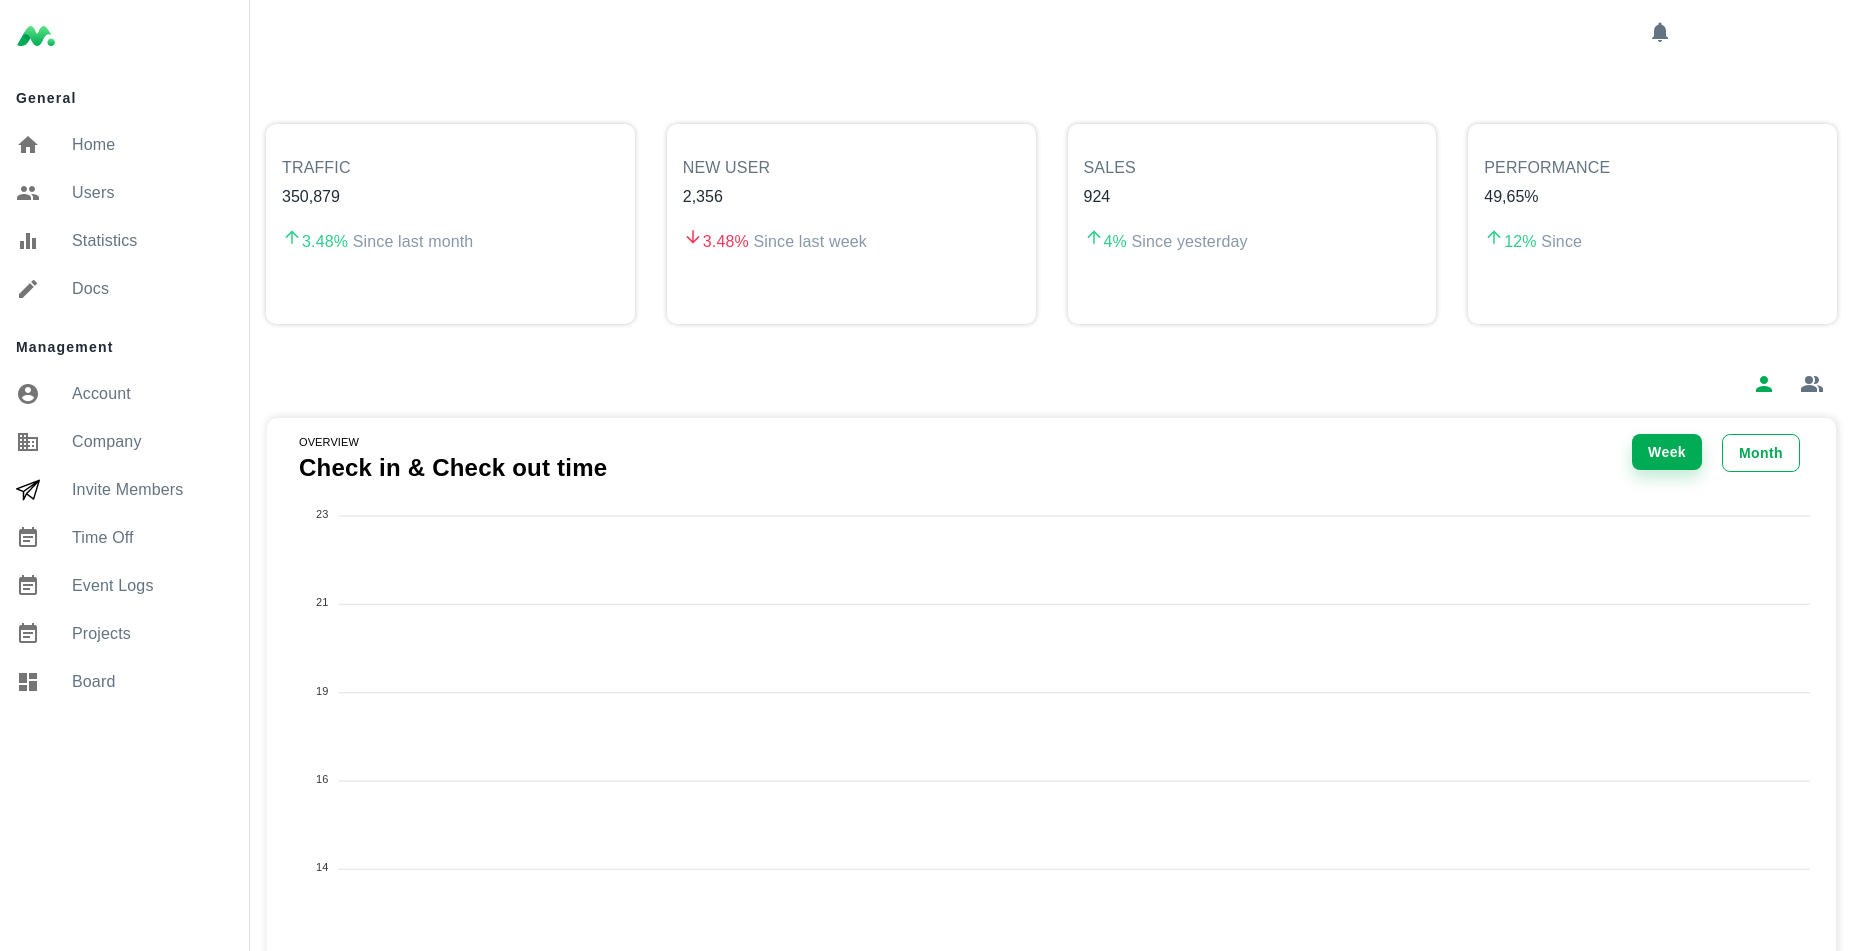 General
Home
Users
Statistics
Docs
Management
Account
Company
Invite Members
Time Off
Event Logs
Projects
Board
TRAFFIC
350,879
3.48% Since last month
NEW USER
2,356
3.48% Since last week
SALES
924
4% Since yesterday
PERFORMANCE
49,65%
12% Since
OVERVIEW
Check in & Check out time
Week
Month
23
21
19
16
14